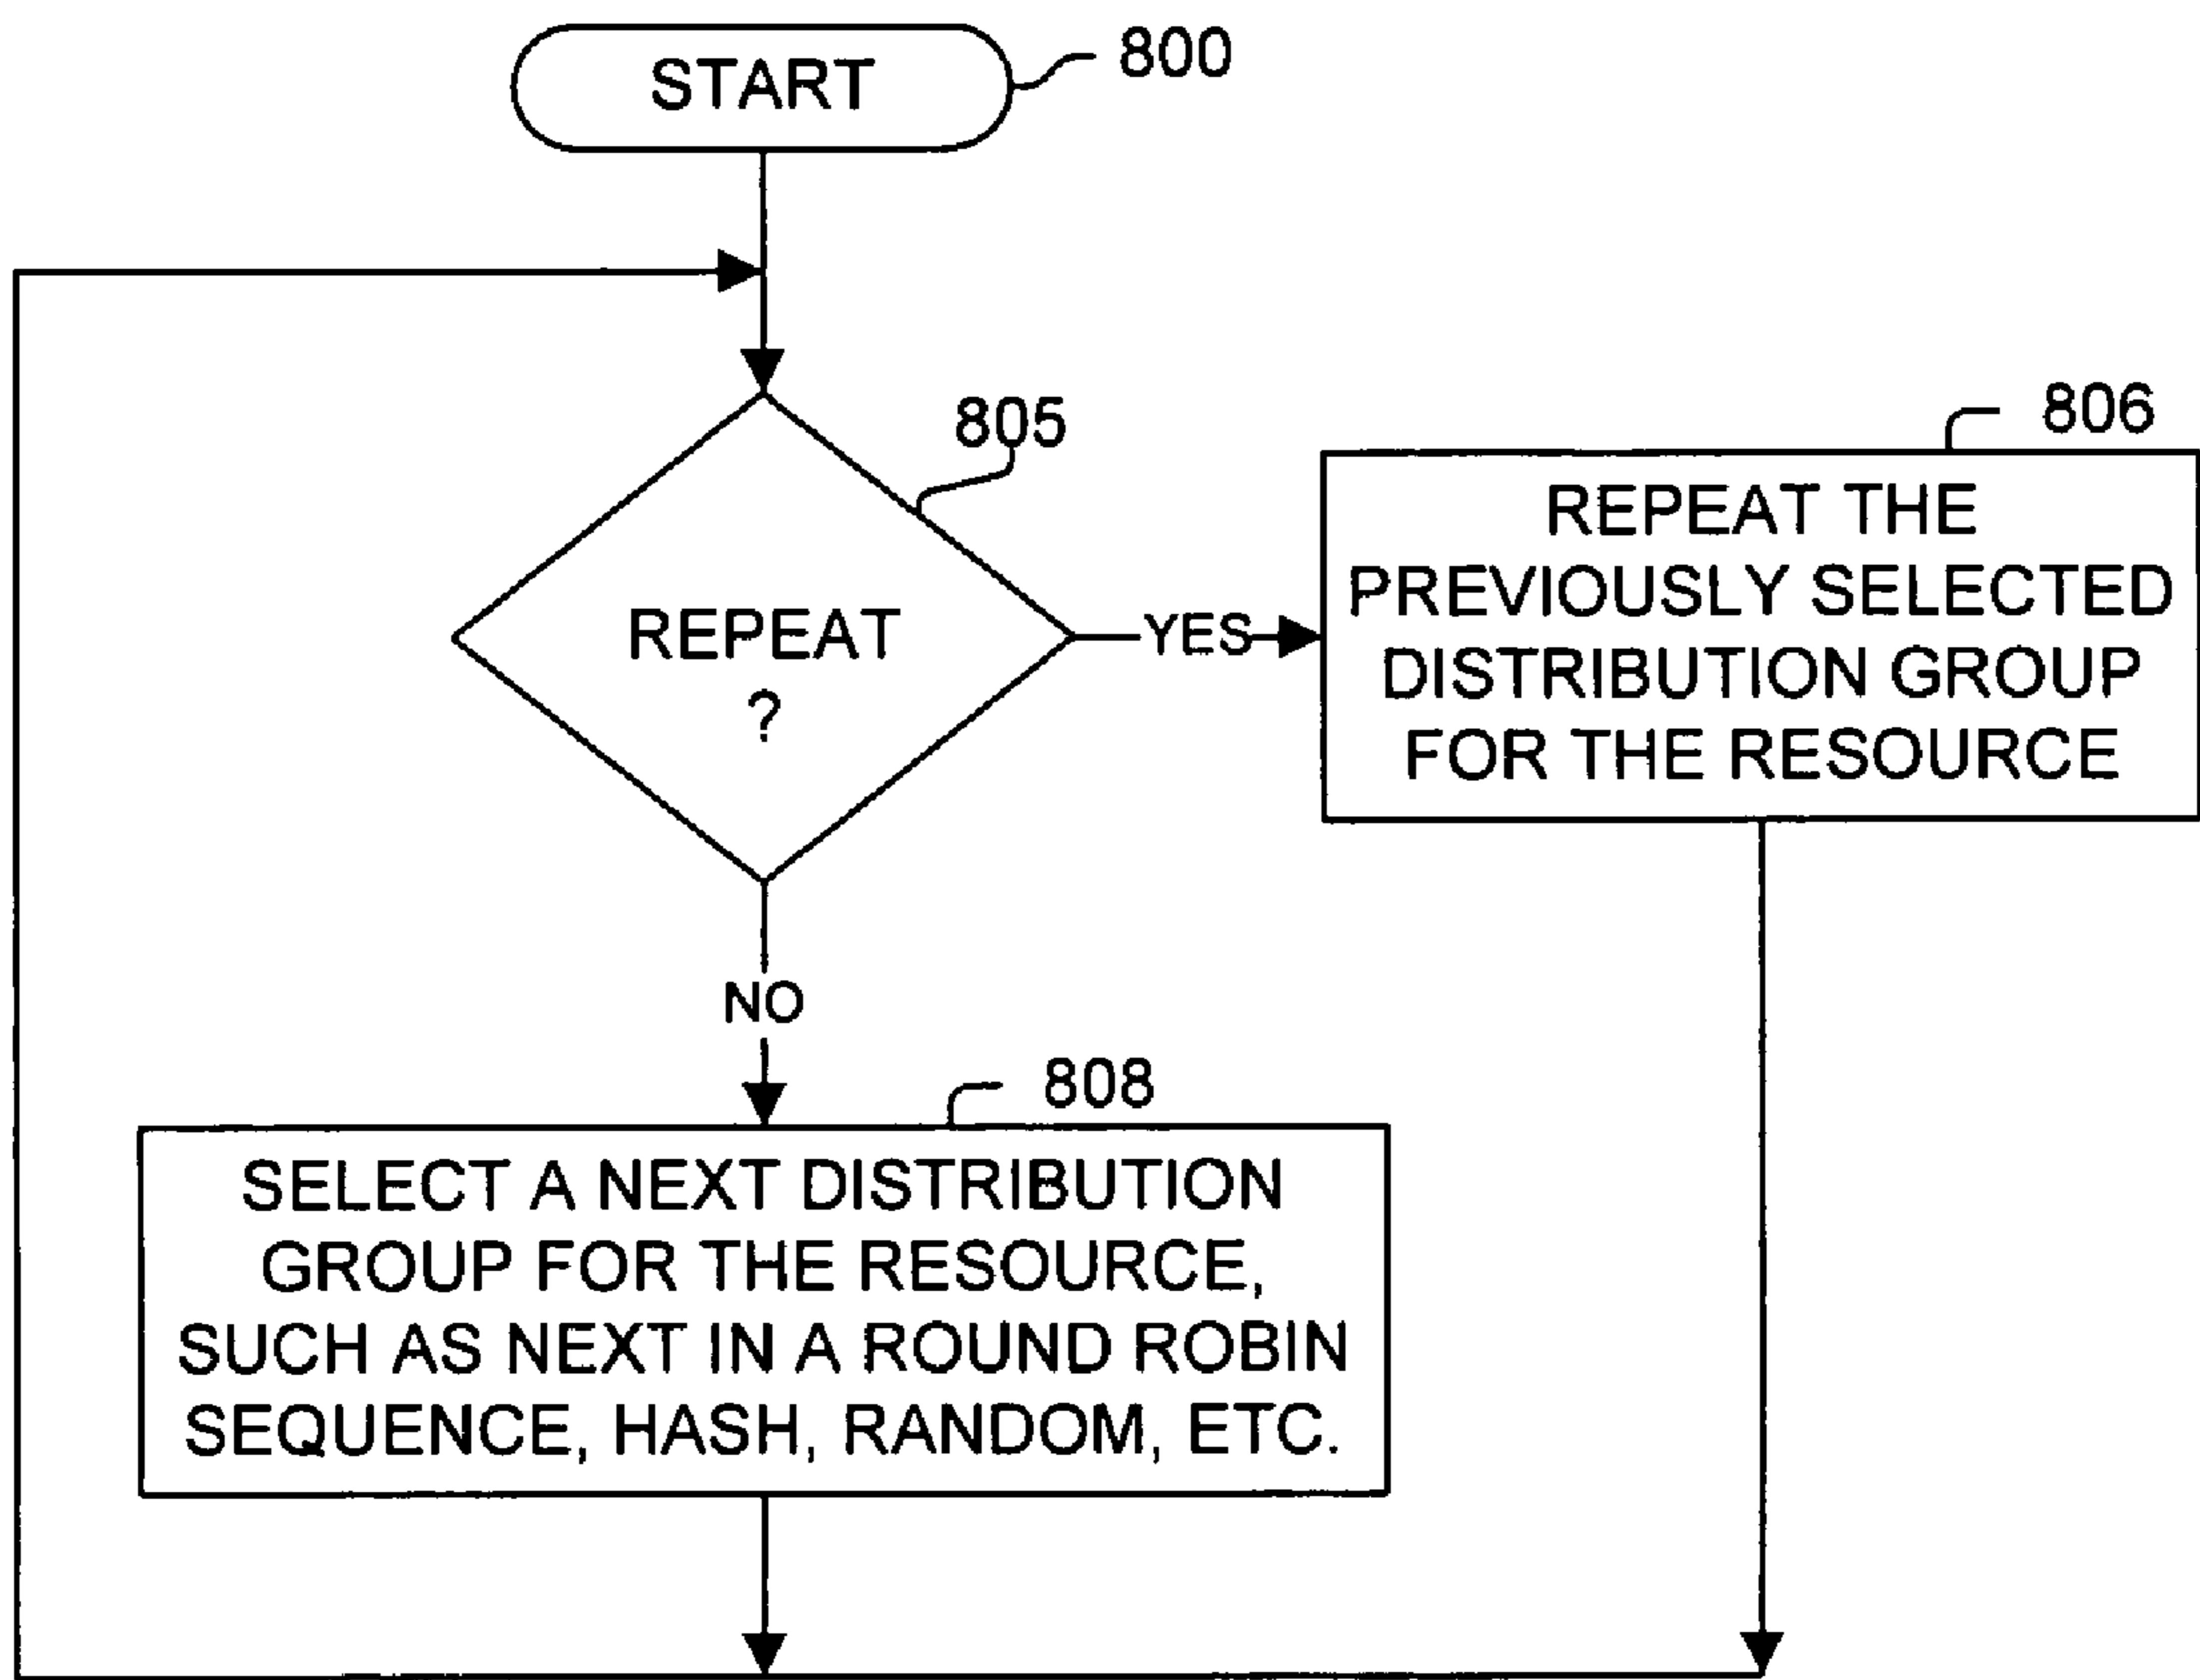 START
800
805
REPEAT
?
YES
806
REPEAT THE
PREVIOUSLY SELECTED
DISTRIBUTION GROUP
FOR THE RESOURCE
NO
808
SELECT A NEXT DISTRIBUTION
GROUP FOR THE RESOURCE,
SUCH AS NEXT IN A ROUND ROBIN
SEQUENCE, HASH, RANDOM, ETC.